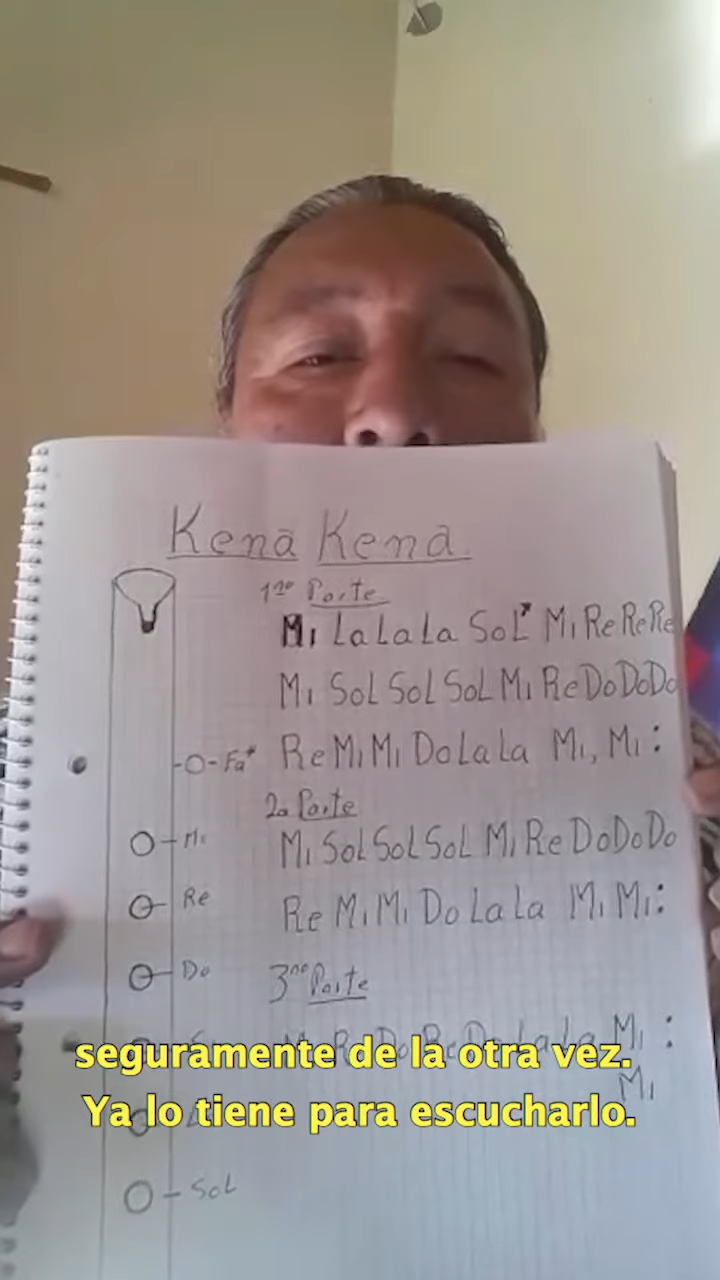 Kena Kena
1ra Parte
Mi La La La SoL* Mi Re Re Re
Mi SoL SoL SoL Mi Re Do Do Do
Re Mi Mi Do La La Mi, Mi :
2a Parte
Mi SoL SoL SoL Mi Re Do Do Do
Re Mi Mi Do La La Mi Mi :
3ra Parte
La La Mi :
Mi
Fa*
Mi
Re
Do
SoL
seguramente de la otra vez.
Ya lo tiene para escucharlo.